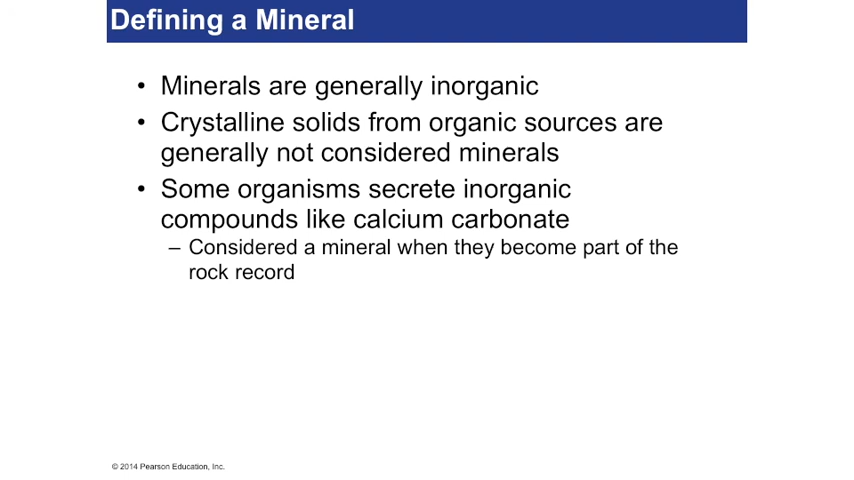 Defining a Mineral
• Minerals are generally inorganic
• Crystalline solids from organic sources are
generally not considered minerals
• Some organisms secrete inorganic
compounds like calcium carbonate
– Considered a mineral when they become part of the
rock record
© 2014 Pearson Education, Inc.